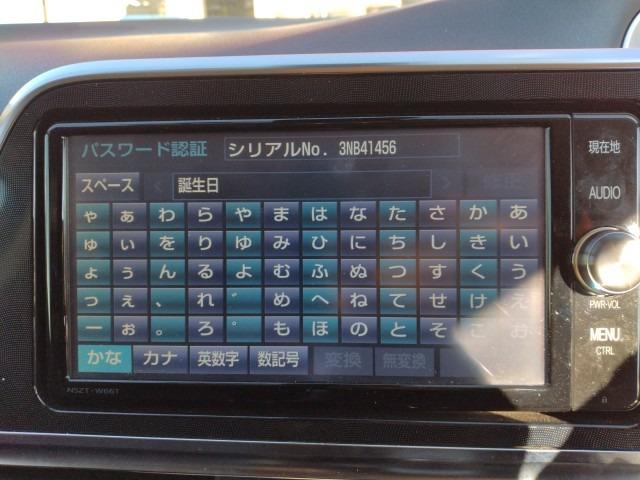 パスワード認証 シリアルNo. 3NB41456
現在地
スペース 誕生日
AUDIO
ゃ ぁ わ ら や ま は な た さ か あ
ゅ ぃ を り ゆ み ひ に ち し き い
ょ ぅ ん る よ む ふ ぬ つ す く う
っ ぇ 、 れ ゛ め へ ね て せ け え
ー ぉ 。 ろ ゜ も ほ の と そ こ お
PWR・VOL
MENU
CTRL
かな カナ 英数字 数記号 変換 無変換
NSZT-W66T